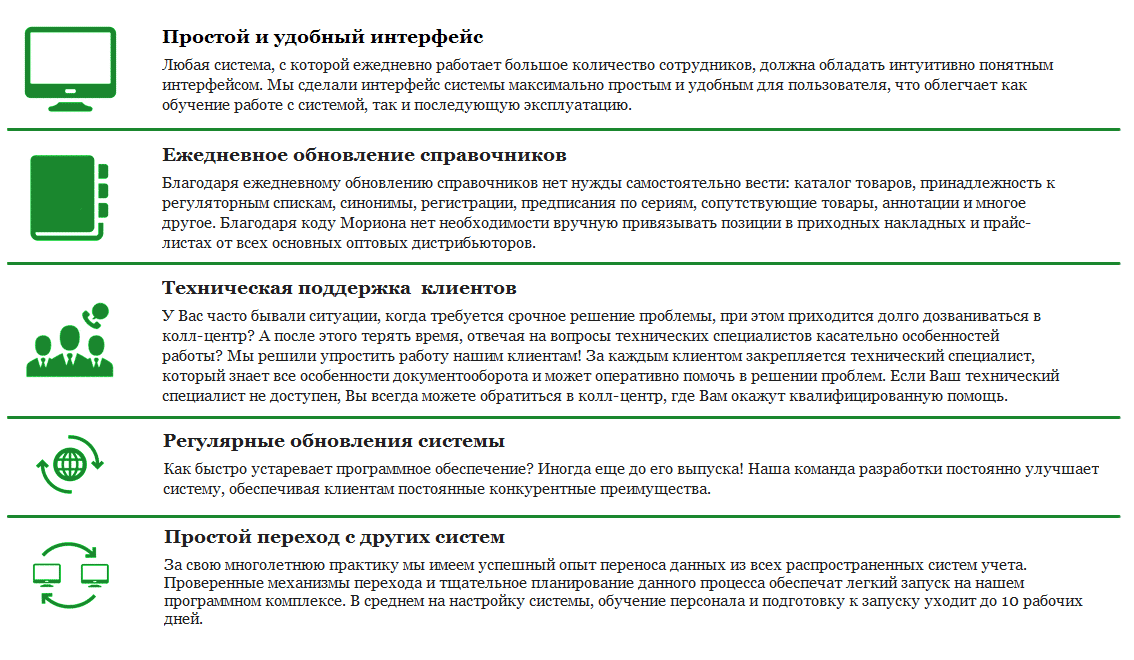 Простой и удобный интерфейс
Любая система, с которой ежедневно работает большое количество сотрудников, должна обладать интуитивно понятным
интерфейсом. Мы сделали интерфейс системы максимально простым и удобным для пользователя, что облегчает как
обучение работе с системой, так и последующую эксплуатацию.
Ежедневное обновление справочников
Благодаря ежедневному обновлению справочников нет нужды самостоятельно вести: каталог товаров, принадлежность к
регуляторным спискам, синонимы, регистрации, предписания по сериям, сопутствующие товары, аннотации и многое
другое. Благодаря коду Мориона нет необходимости вручную привязывать позиции в приходных накладных и прайс-
листах от всех основных оптовых дистрибьюторов.
Техническая поддержка  клиентов
У Вас часто бывали ситуации, когда требуется срочное решение проблемы, при этом приходится долго дозваниваться в
колл-центр? А после этого терять время, отвечая на вопросы технических специалистов касательно особенностей
работы? Мы решили упростить работу нашим клиентам! За каждым клиентом закрепляется технический специалист,
который знает все особенности документооборота и может оперативно помочь в решении проблем. Если Ваш технический
специалист не доступен, Вы всегда можете обратиться в колл-центр, где Вам окажут квалифицированную помощь.
Регулярные обновления системы
Как быстро устаревает программное обеспечение? Иногда еще до его выпуска! Наша команда разработки постоянно улучшает
систему, обеспечивая клиентам постоянные конкурентные преимущества.
Простой переход с других систем
За свою многолетнюю практику мы имеем успешный опыт переноса данных из всех распространенных систем учета.
Проверенные механизмы перехода и тщательное планирование данного процесса обеспечат легкий запуск на нашем
программном комплексе. В среднем на настройку системы, обучение персонала и подготовку к запуску уходит до 10 рабочих
дней.